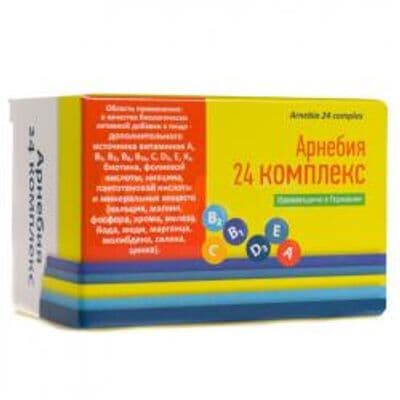 Область применения:
в качестве биологически
активной добавки к пище -
дополнительного
источника витаминов А,
B₁, B₂, B₆, B₁₂, C, D₃, E, K₁,
биотина, фолиевой
кислоты, ниацина,
пантотеновой кислоты
и минеральных веществ
(кальция, магния,
фосфора, хрома, железа,
йода, меди, марганца,
молибдена, селена,
цинка).
Arnebia 24 complex
Арнебия
24 КОМПЛЕКС
Произведено в Германии
B₂
B₁
E
C
D₃
A
Арнебия
24 комплекс